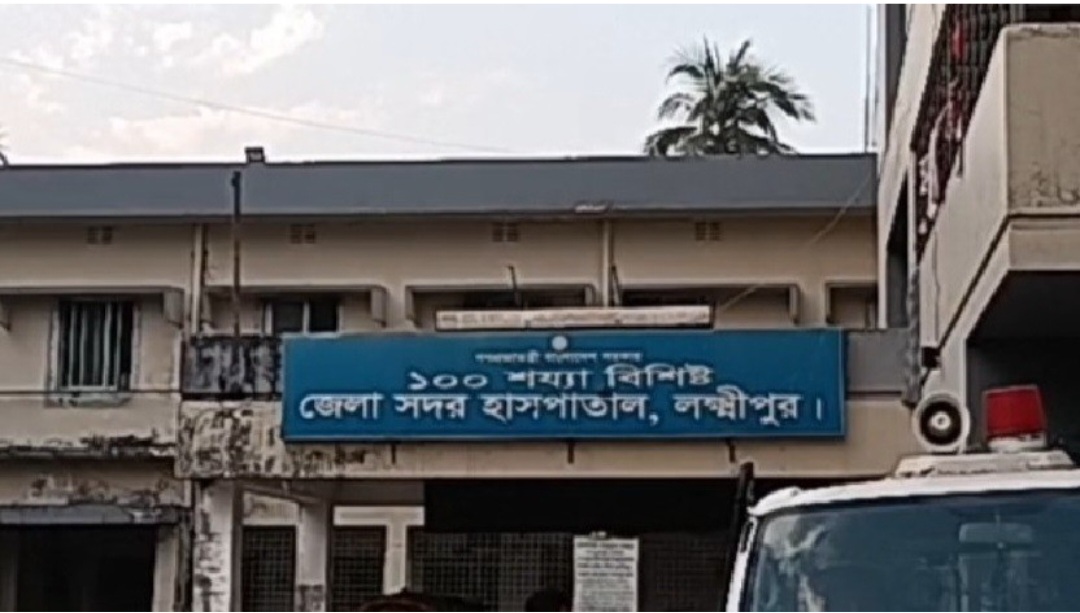 গণপ্রজাতন্ত্রী বাংলাদেশ সরকার
১০০ শয্যা বিশিষ্ট
জেলা সদর হাসপাতাল, লক্ষ্মীপুর।